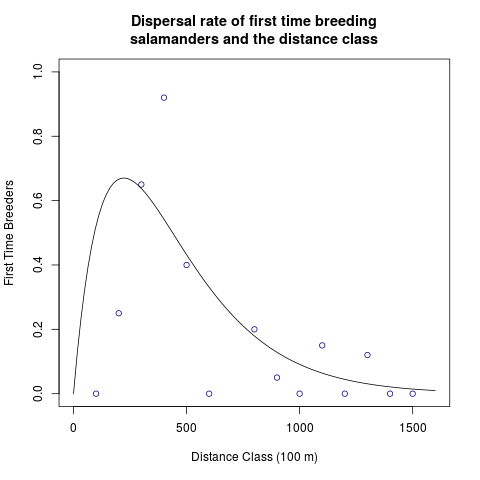 Dispersal rate of first time breeding
salamanders and the distance class
First Time Breeders
1.0
0.8
0.6
0.4
0.2
0.0
0 500 1000 1500
Distance Class (100 m)